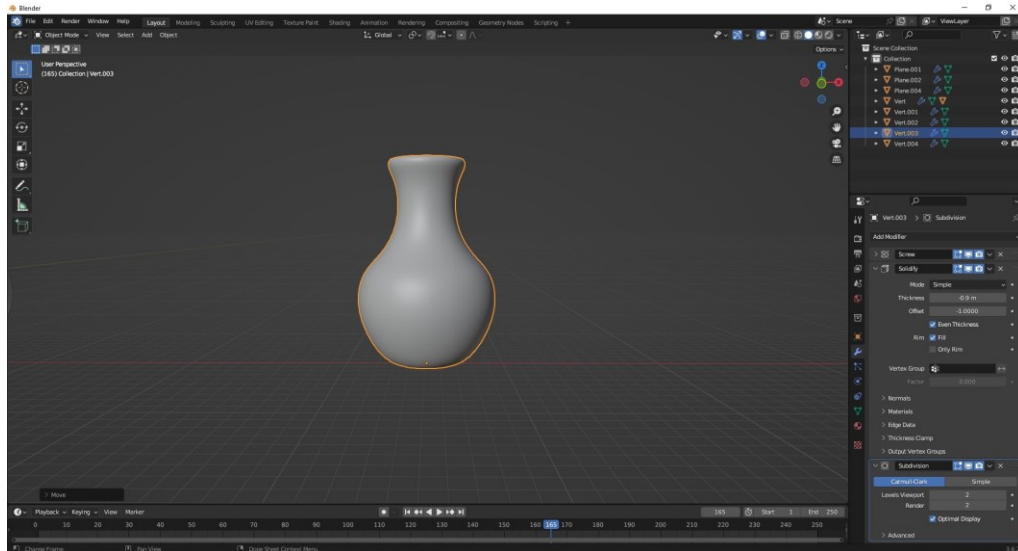 Blender
File Edit Render Window Help Layout Modeling Sculpting UV Editing Texture Paint Shading Animation Rendering Compositing Geometry Nodes Scripting + Scene ViewLayer
Object Mode View Select Add Object Global
Options
User Perspective
(165) Collection | Vert.003
Scene Collection
Collection
Plane.001
Plane.002
Plane.004
Vert
Vert.001
Vert.002
Vert.003
Vert.004
Vert.003 > Subdivision
Add Modifier
Screw
Solidify
Mode Simple
Thickness -0.9 m
Offset -1.0000
Even Thickness
Rim Fill
Only Rim
Vertex Group
Factor 0.000
Normals
Materials
Edge Data
Thickness Clamp
Output Vertex Groups
Subdivision
Catmull-Clark Simple
Levels Viewport 2
Render 2
Optimal Display
Advanced
> Move
Playback Keying View Marker 165 Start 1 End 250
0 10 20 30 40 50 60 70 80 90 100 110 120 130 140 150 160 165 170 180 190 200 210 220 230 240 250
Change Frame Pan View Dope Sheet Context Menu